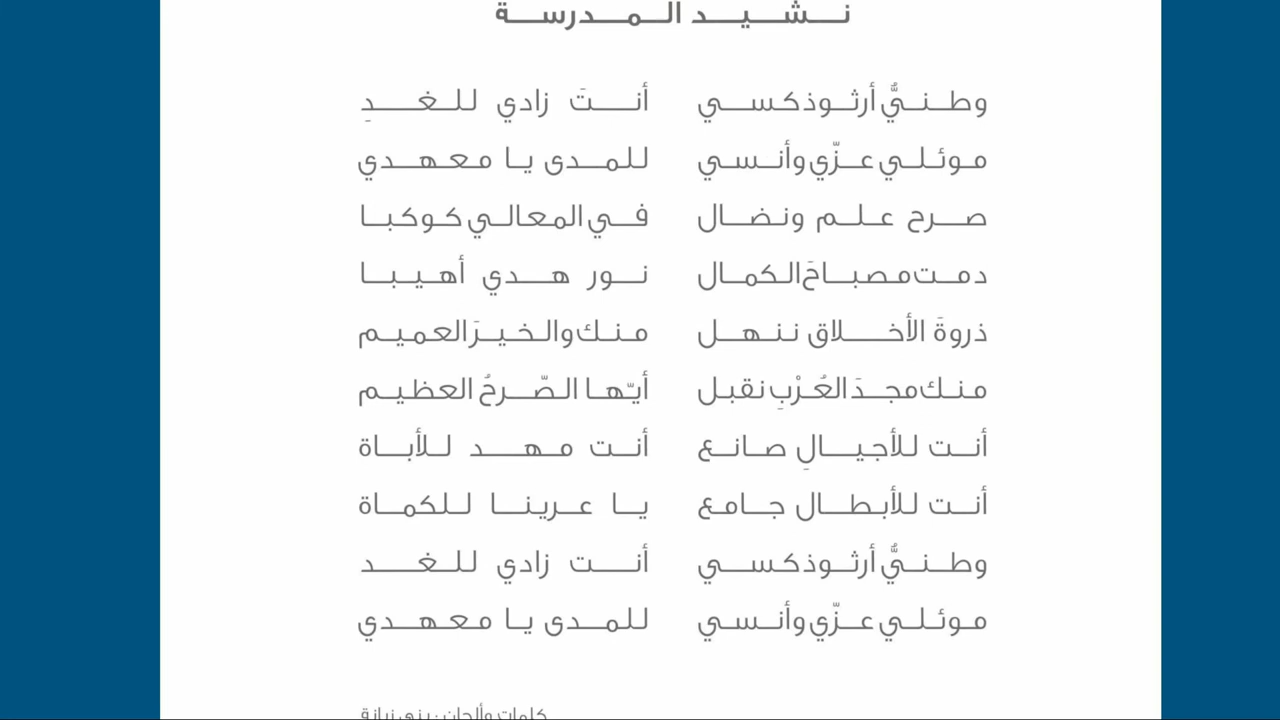 نشيد المدرسة
وطنيٌّ أرثوذكسي أنتَ زادي للغدِ
موئلي عزّي وأنسي للمدى يا معهدي
صرح علم ونضال في المعالي كوكبا
دمت مصباحَ الكمال نور هدي أهيبا
ذروةَ الأخلاق ننهل منك والخيرَ العميم
منك مجدَ العُرْبِ نقبل أيّها الصّرحُ العظيم
أنت للأجيالِ صانع أنت مهد للأباة
أنت للأبطال جامع يا عرينا للكماة
وطنيٌّ أرثوذكسي أنت زادي للغد
موئلي عزّي وأنسي للمدى يا معهدي
كلمات وألحان :